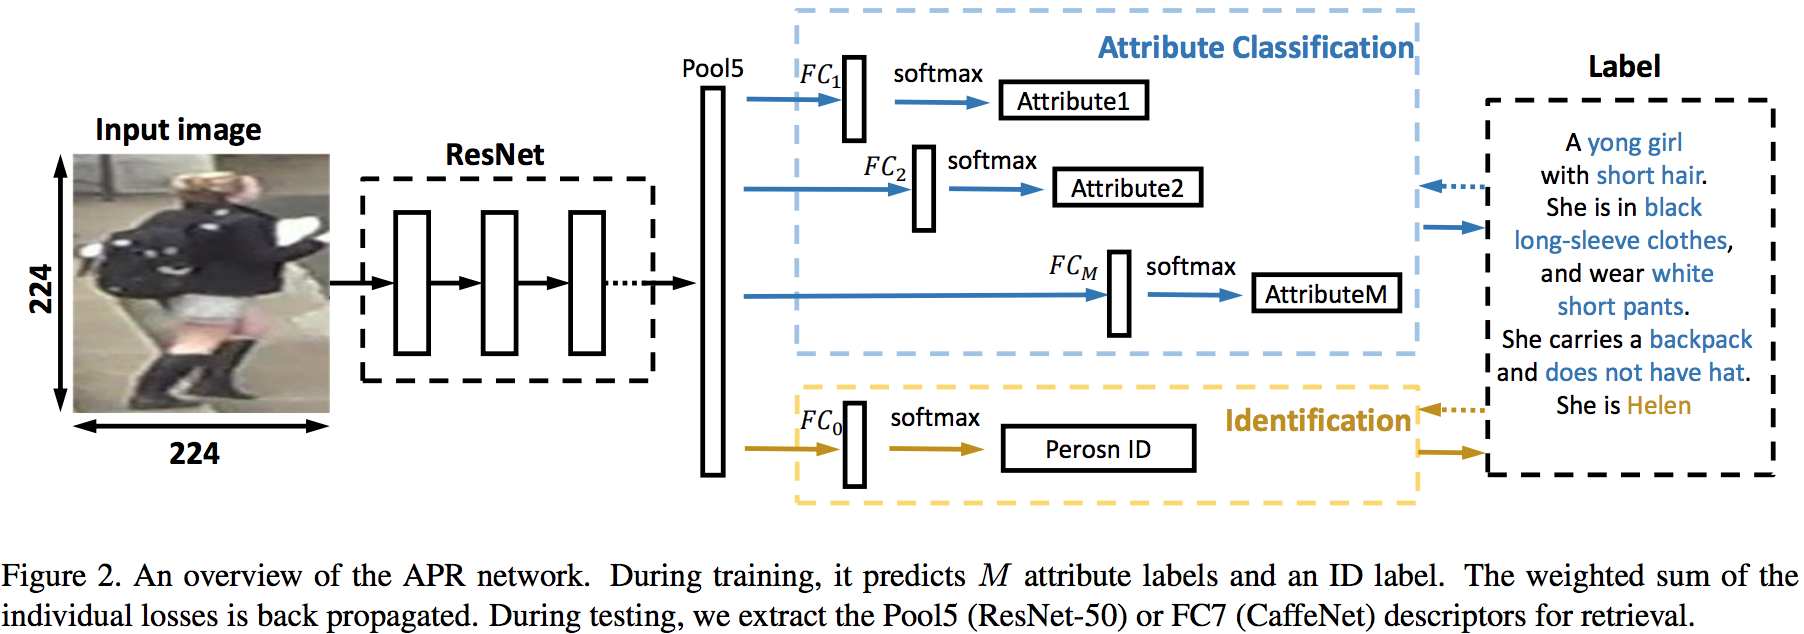 Input image
224
224
ResNet
Pool5
Attribute Classification
FC1
softmax
Attribute1
FC2
softmax
Attribute2
FCM
softmax
AttributeM
Identification
FC0
softmax
Perosn ID
Label
A yong girl
with short hair.
She is in black
long-sleeve clothes,
and wear white
short pants.
She carries a backpack
and does not have hat.
She is Helen
Figure 2. An overview of the APR network. During training, it predicts M attribute labels and an ID label. The weighted sum of the
individual losses is back propagated. During testing, we extract the Pool5 (ResNet-50) or FC7 (CaffeNet) descriptors for retrieval.